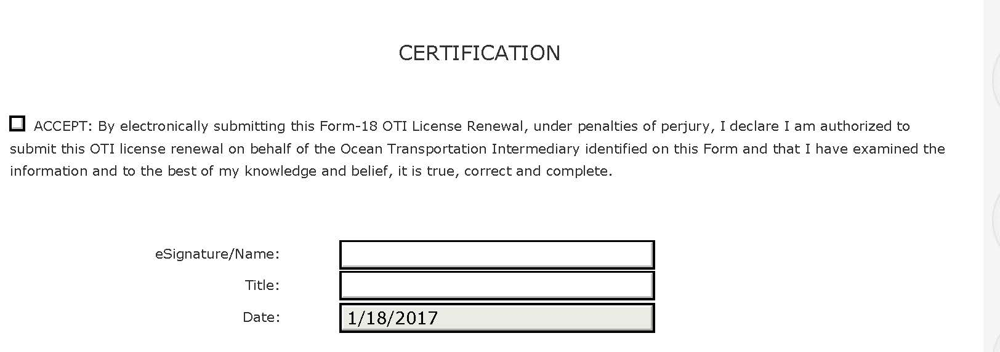 CERTIFICATION
ACCEPT: By electronically submitting this Form-18 OTI License Renewal, under penalties of perjury, I declare I am authorized to
submit this OTI license renewal on behalf of the Ocean Transportation Intermediary identified on this Form and that I have examined the
information and to the best of my knowledge and belief, it is true, correct and complete.
eSignature/Name:
Title:
Date: 1/18/2017